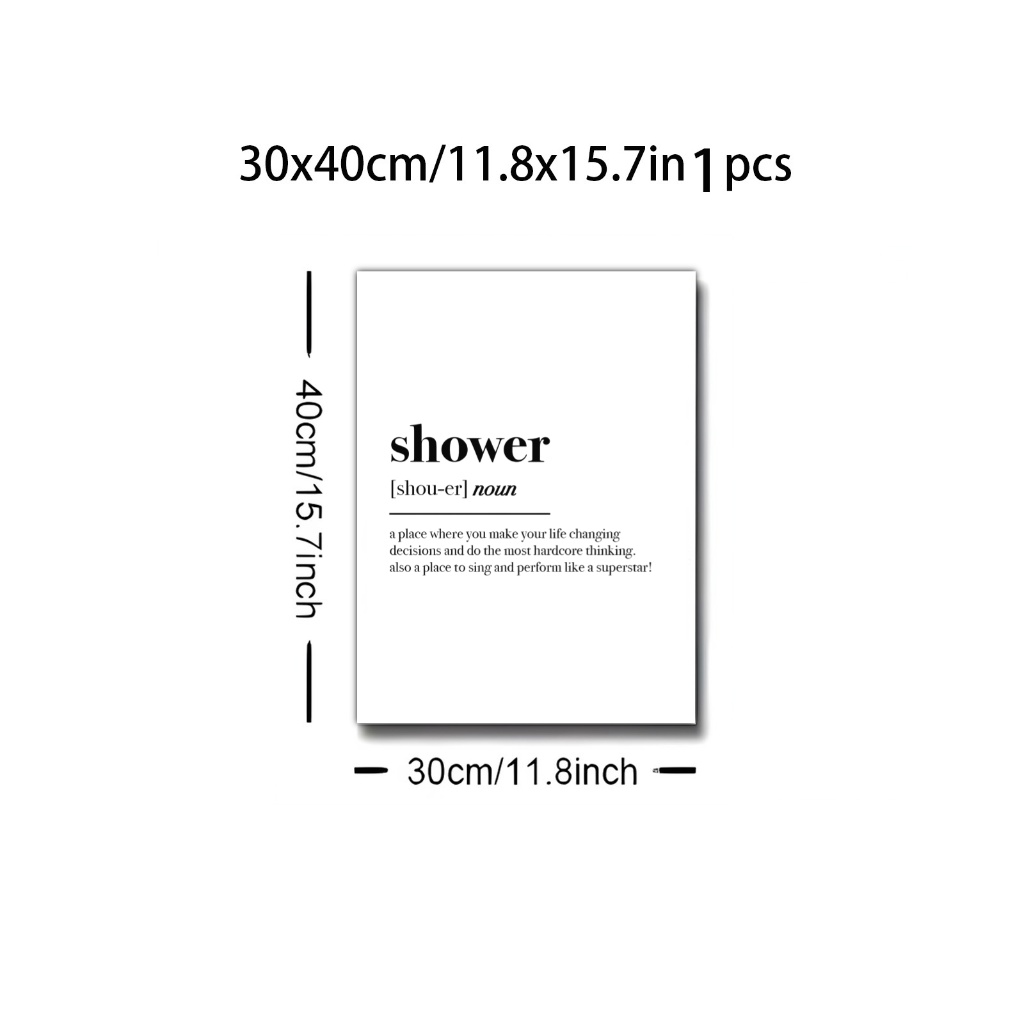 30x40cm/11.8x15.7in1pcs
40cm/15.7inch
shower
[shou-er] noun
a place where you make your life changing
decisions and do the most hardcore thinking.
also a place to sing and perform like a superstar!
30cm/11.8inch